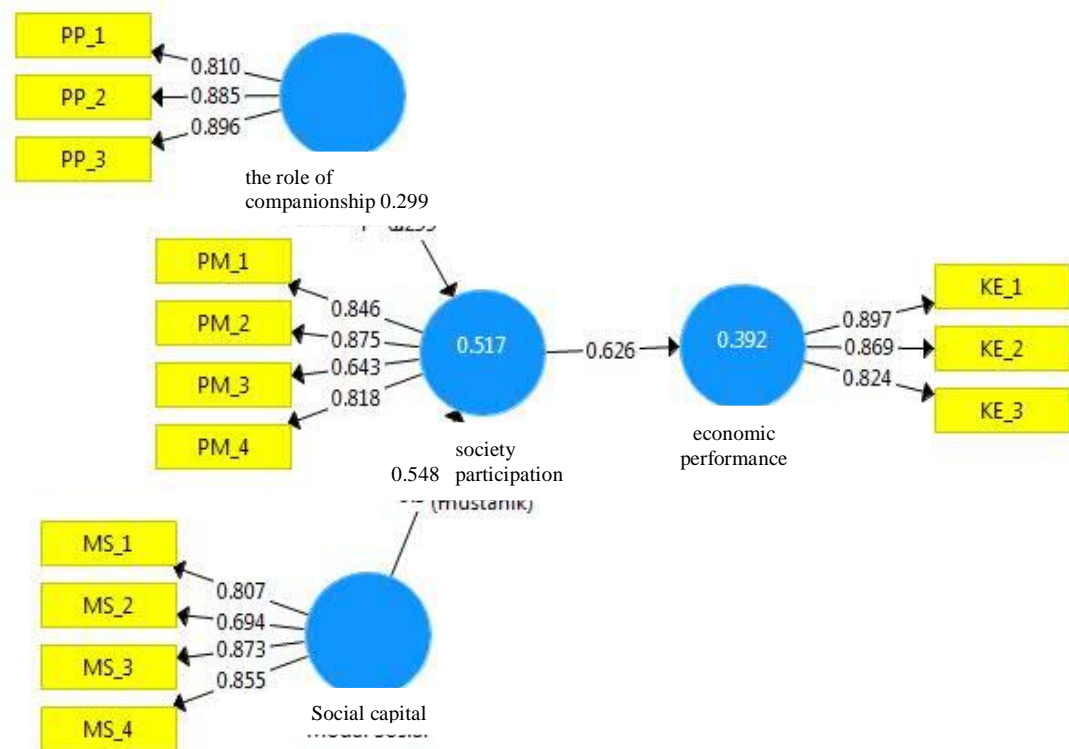 PP_1
0.810
PP_2
0.885
PP_3
0.896
the role of
companionship 0.299
PM_1
0.846
PM_2
0.875
PM_3
0.643
PM_4
0.818
0.517
0.626
0.392
KE_1
0.897
KE_2
0.869
KE_3
0.824
society
0.548 participation
economic
performance
(mustahik)
MS_1
0.807
MS_2
0.694
MS_3
0.873
MS_4
0.855
Social capital